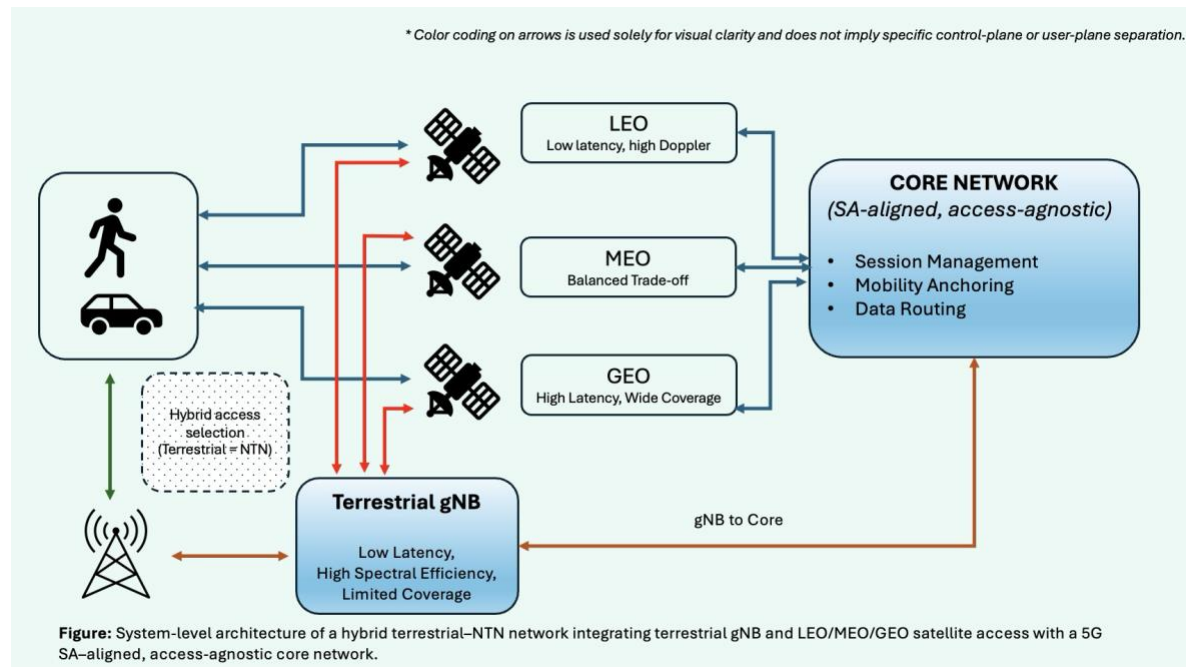 * Color coding on arrows is used solely for visual clarity and does not imply specific control-plane or user-plane separation.
LEO
Low latency, high Doppler
CORE NETWORK
(SA-aligned, access-agnostic)
• Session Management
• Mobility Anchoring
• Data Routing
MEO
Balanced Trade-off
GEO
High Latency, Wide Coverage
Hybrid access
selection
(Terrestrial = NTN)
Terrestrial gNB
Low Latency,
High Spectral Efficiency,
Limited Coverage
gNB to Core
Figure: System-level architecture of a hybrid terrestrial–NTN network integrating terrestrial gNB and LEO/MEO/GEO satellite access with a 5G
SA–aligned, access-agnostic core network.